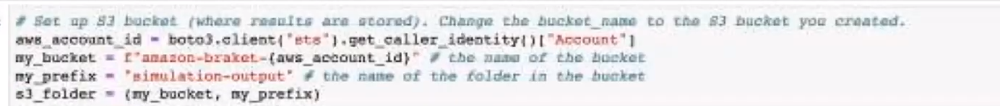 # Set up S3 bucket (where results are stored). Change the bucket_name to the S3 bucket you created.
aws_account_id = boto3.client("sts").get_caller_identity()["Account"]
my_bucket = f"amazon-braket-{aws_account_id}" # the name of the bucket
my_prefix = "simulation-output" # the name of the folder in the bucket
s3_folder = (my_bucket, my_prefix)